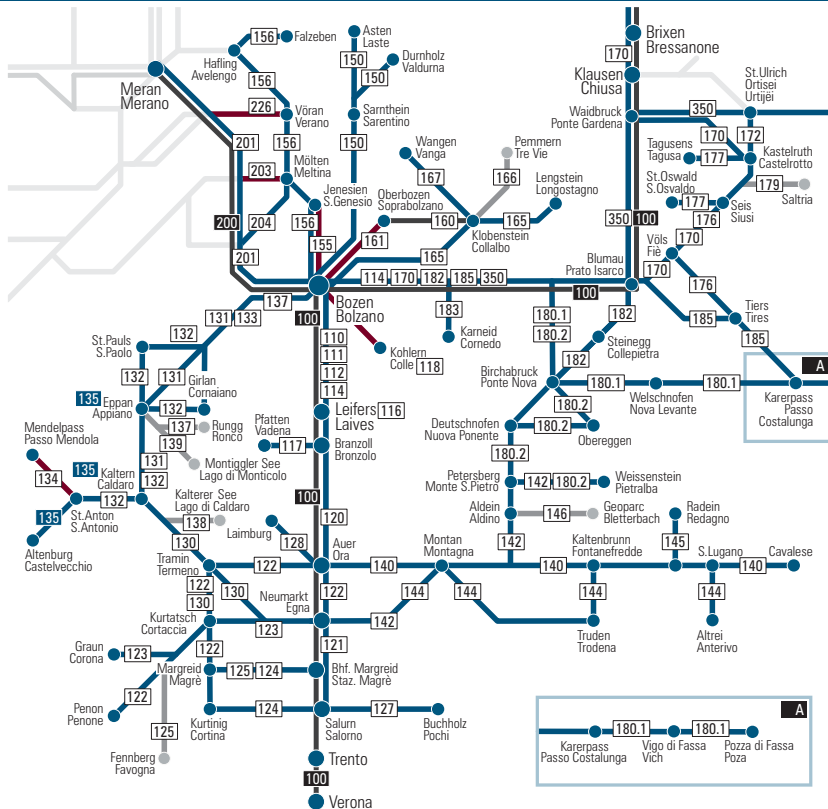 Brixen
Bressanone
156
Falzeben
Asten
Laste
Hafling
Avelengo
150
Durnholz
Valdurna
170
150
156
Klausen
Chiusa
St.Ulrich
Ortisei
Urtijëi
Meran
Merano
226
Vöran
Verano
Sarnthein
Sarentino
Waidbruck
Ponte Gardena
350
201
156
150
Wangen
Vanga
Pemmern
Tre Vie
170
172
Tagusens
Tagusa
177
Kastelruth
Castelrotto
203
Mölten
Meltina
167
166
Lengstein
Longostagno
St.Oswald
S.Osvaldo
179
Saltria
Jenesien
S.Genesio
Oberbozen
Soprabolzano
177
Seis
Siusi
200
204
156
160
165
350
100
176
Klobenstein
Collalbo
155
161
Völs
Fiè
170
201
165
Blumau
Prato Isarco
170
114
170
182
185
350
176
137
100
Tiers
Tires
Bozen
Bolzano
183
180.1
182
185
131
133
100
110
180.2
185
132
111
Karneid
Cornedo
Steinegg
Collepietra
St.Pauls
S.Paolo
112
Kohlern
Colle
118
182
A
132
131
Girlan
Cornaiano
114
Birchabruck
Ponte Nova
180.1
180.1
135
Eppan
Appiano
132
Leifers
Laives
116
180.2
Welschnofen
Nova Levante
Karerpass
Passo
Costalunga
Mendelpass
Passo Mendola
137
Rungg
Ronco
Pfatten
Vadena
Deutschnofen
Nuova Ponente
180.2
139
117
Branzoll
Bronzolo
Obereggen
135
131
Montiggler See
Lago di Monticolo
180.2
134
Kaltern
Caldaro
132
Petersberg
Monte S.Pietro
142
180.2
Weissenstein
Pietralba
132
Kalterer See
Lago di Caldaro
100
135
St.Anton
S.Antonio
138
Laimburg
120
Aldein
Aldino
146
Geoparc
Bletterbach
Radein
Redagno
Altenburg
Castelvecchio
130
128
Auer
Ora
Montan
Montagna
142
Kaltenbrunn
Fontanefredde
145
S.Lugano
Cavalese
Tramin
Termeno
122
140
140
140
122
130
Neumarkt
Egna
122
144
144
144
144
130
Kurtatsch
Cortaccia
123
142
Truden
Trodena
Altrei
Anterivo
Graun
Corona
123
122
121
Margreid
Magrè
125
124
Bhf. Margreid
Staz. Magrè
122
Penon
Penone
124
127
125
Kurtinig
Cortina
Salurn
Salorno
Buchholz
Pochi
A
Fennberg
Favogna
180.1
180.1
Karerpass
Passo Costalunga
Vigo di Fassa
Vich
Pozza di Fassa
Poza
Trento
100
Verona